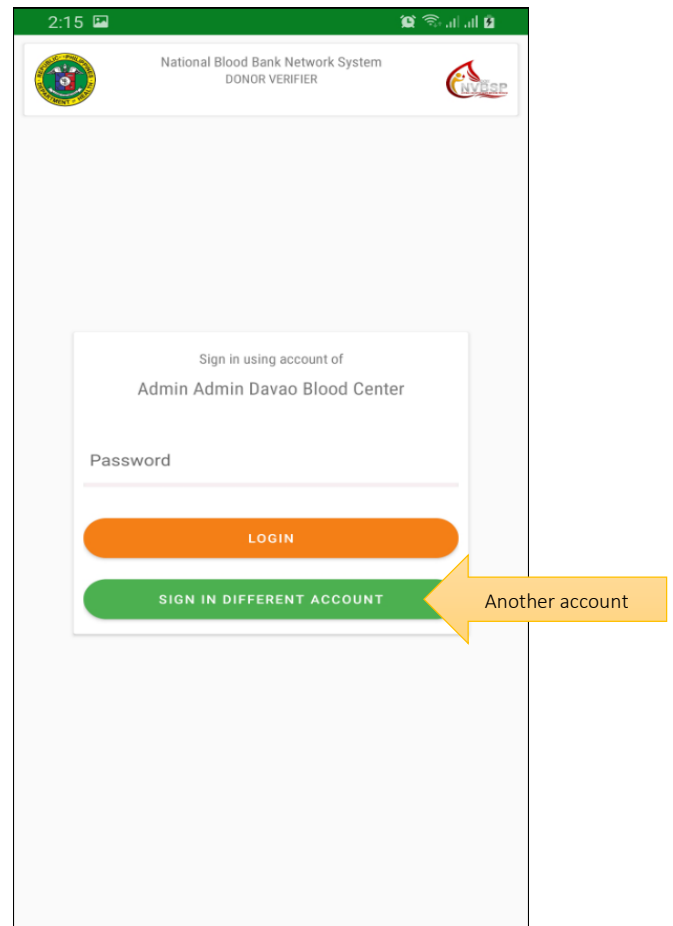 2:15
National Blood Bank Network System
DONOR VERIFIER
NVBSP
Sign in using account of
Admin Admin Davao Blood Center
Password
LOGIN
SIGN IN DIFFERENT ACCOUNT
Another account